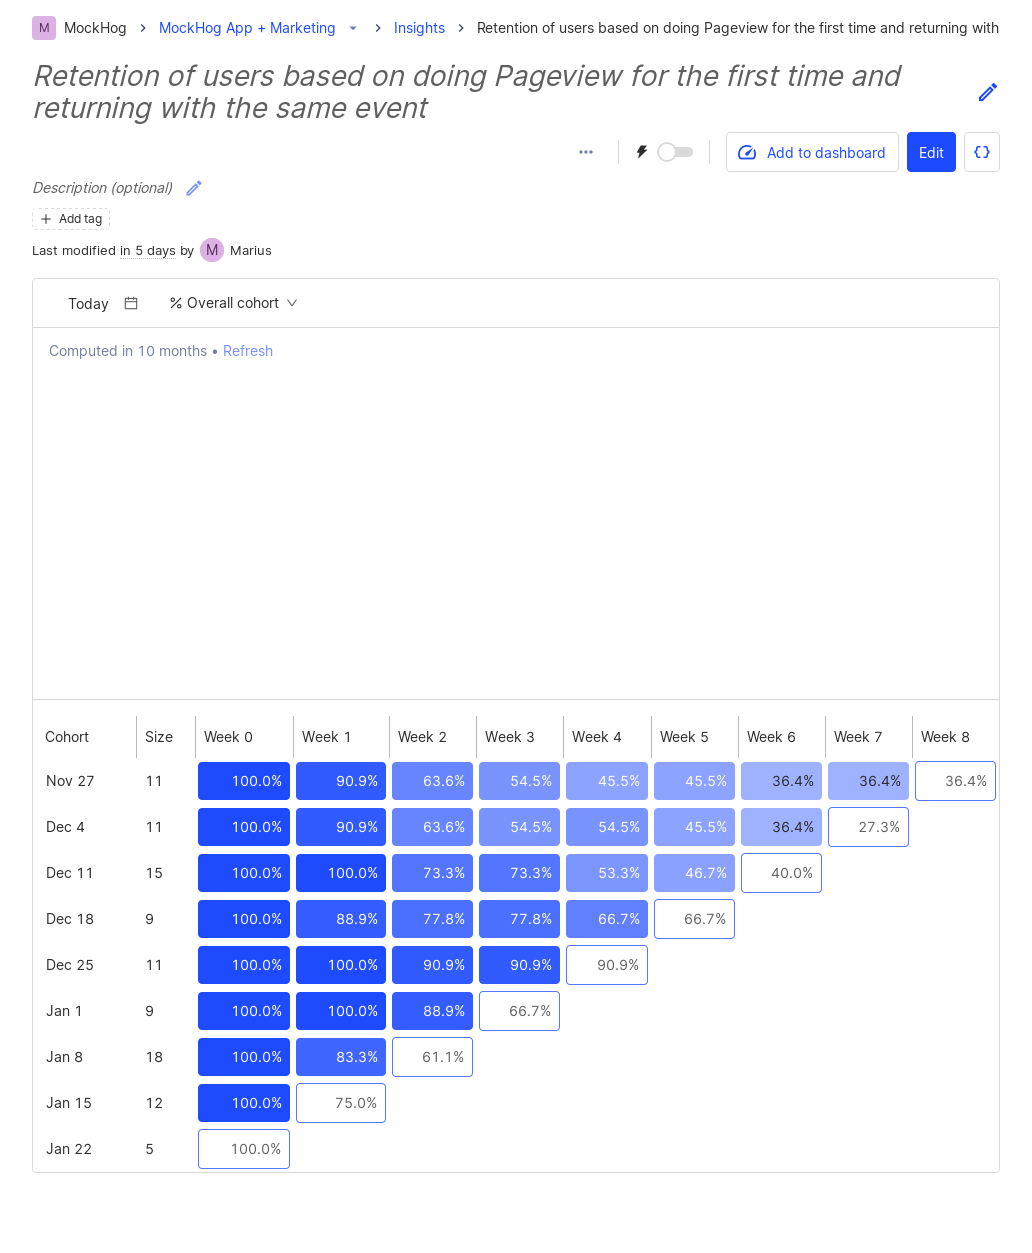 M MockHog > MockHog App + Marketing > Insights > Retention of users based on doing Pageview for the first time and returning with
Retention of users based on doing Pageview for the first time and
returning with the same event
Add to dashboard Edit {}
Description (optional)
+ Add tag
Last modified in 5 days by M Marius
Today % Overall cohort
Computed in 10 months • Refresh
Cohort Size Week 0 Week 1 Week 2 Week 3 Week 4 Week 5 Week 6 Week 7 Week 8
Nov 27 11 100.0% 90.9% 63.6% 54.5% 45.5% 45.5% 36.4% 36.4% 36.4%
Dec 4 11 100.0% 90.9% 63.6% 54.5% 54.5% 45.5% 36.4% 27.3%
Dec 11 15 100.0% 100.0% 73.3% 73.3% 53.3% 46.7% 40.0%
Dec 18 9 100.0% 88.9% 77.8% 77.8% 66.7% 66.7%
Dec 25 11 100.0% 100.0% 90.9% 90.9% 90.9%
Jan 1 9 100.0% 100.0% 88.9% 66.7%
Jan 8 18 100.0% 83.3% 61.1%
Jan 15 12 100.0% 75.0%
Jan 22 5 100.0%